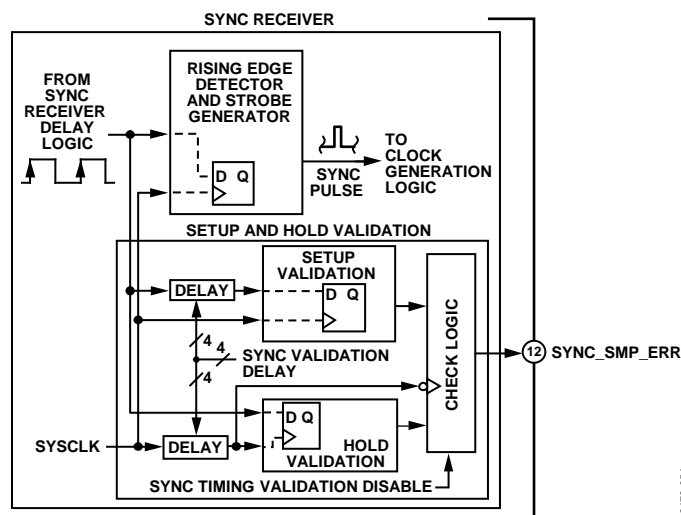 SYNC RECEIVER
FROM
SYNC
RECEIVER
DELAY
LOGIC
RISING EDGE
DETECTOR
AND STROBE
GENERATOR
D Q
SYNC
PULSE
TO
CLOCK
GENERATION
LOGIC
SETUP AND HOLD VALIDATION
SETUP
VALIDATION
DELAY
D Q
4
4
4
SYNC VALIDATION
DELAY
CHECK LOGIC
12 SYNC_SMP_ERR
SYSCLK
DELAY
D Q
HOLD
VALIDATION
SYNC TIMING VALIDATION DISABLE